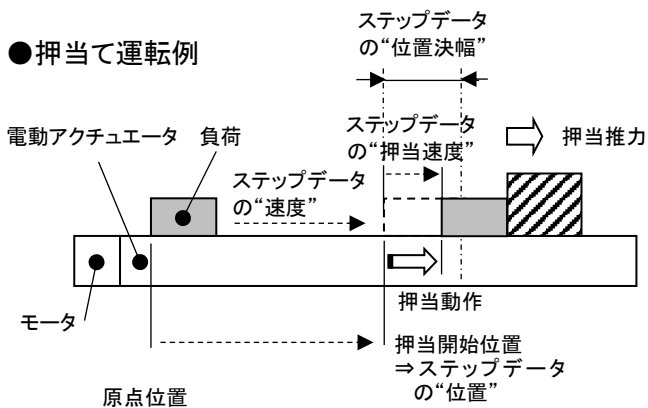 ステップデータ
の“位置決幅”
●押当て運転例
電動アクチュエータ
負荷
ステップデータ
の“押当速度”
押当推力
ステップデータ
の“速度”
押当動作
モータ
押当開始位置
⇒ステップデータ
の“位置”
原点位置